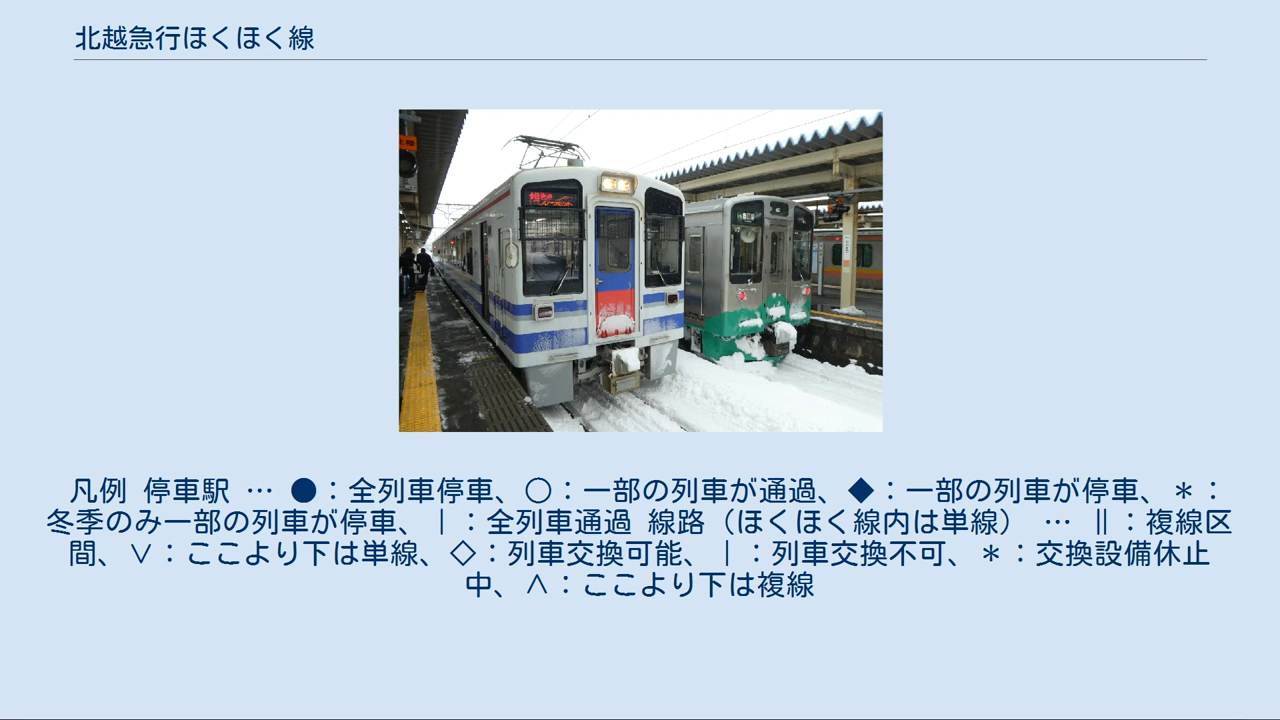 北越急行ほくほく線
凡例 停車駅 … ●：全列車停車、○：一部の列車が通過、◆：一部の列車が停車、＊：
冬季のみ一部の列車が停車、｜：全列車通過 線路（ほくほく線内は単線） … ∥：複線区
間、∨：ここより下は単線、◇：列車交換可能、｜：列車交換不可、＊：交換設備休止
中、∧：ここより下は複線